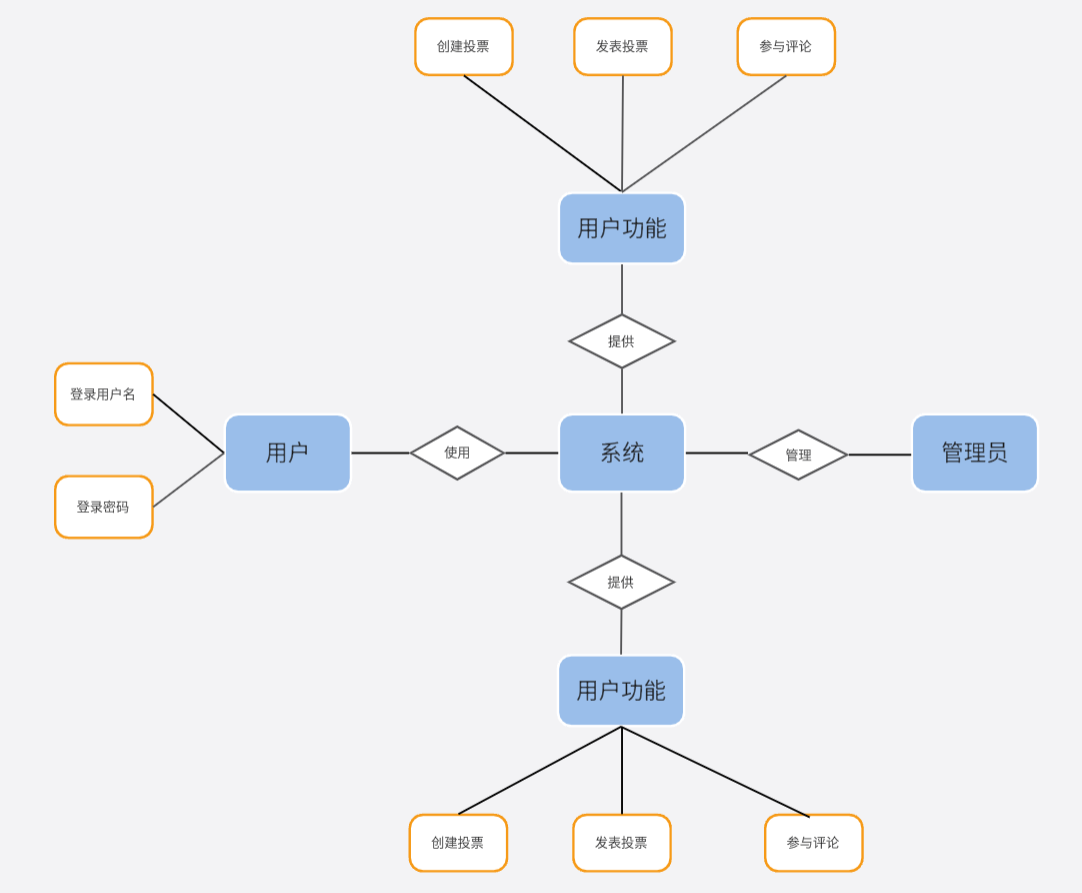 创建投票
发表投票
参与评论
用户功能
提供
登录用户名
用户
使用
系统
管理
管理员
登录密码
提供
用户功能
创建投票
发表投票
参与评论